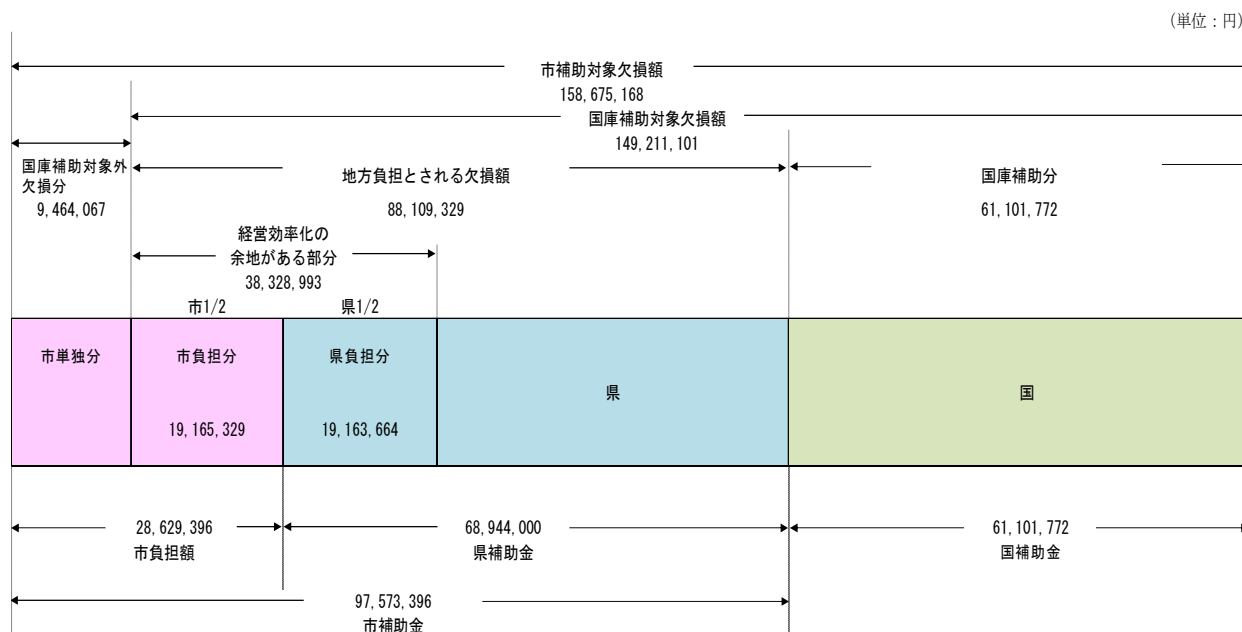 (単位：円)
市補助対象欠損額
158,675,168
国庫補助対象欠損額
149,211,101
国庫補助対象外
欠損分
9,464,067
地方負担とされる欠損額
88,109,329
国庫補助分
61,101,772
経営効率化の
余地がある部分
38,328,993
市1/2
県1/2
市単独分
市負担分
県負担分
県
国
19,165,329
19,163,664
28,629,396
市負担額
68,944,000
県補助金
61,101,772
国補助金
97,573,396
市補助金